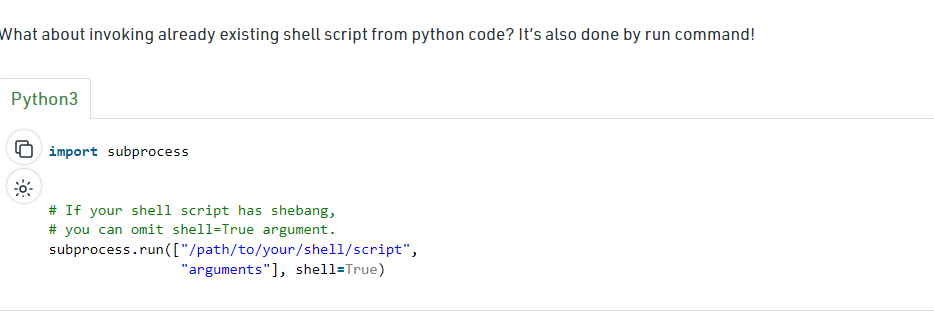 What about invoking already existing shell script from python code? It's also done by run command!
Python3
import subprocess
# If your shell script has shebang,
# you can omit shell=True argument.
subprocess.run(["/path/to/your/shell/script",
"arguments"], shell=True)